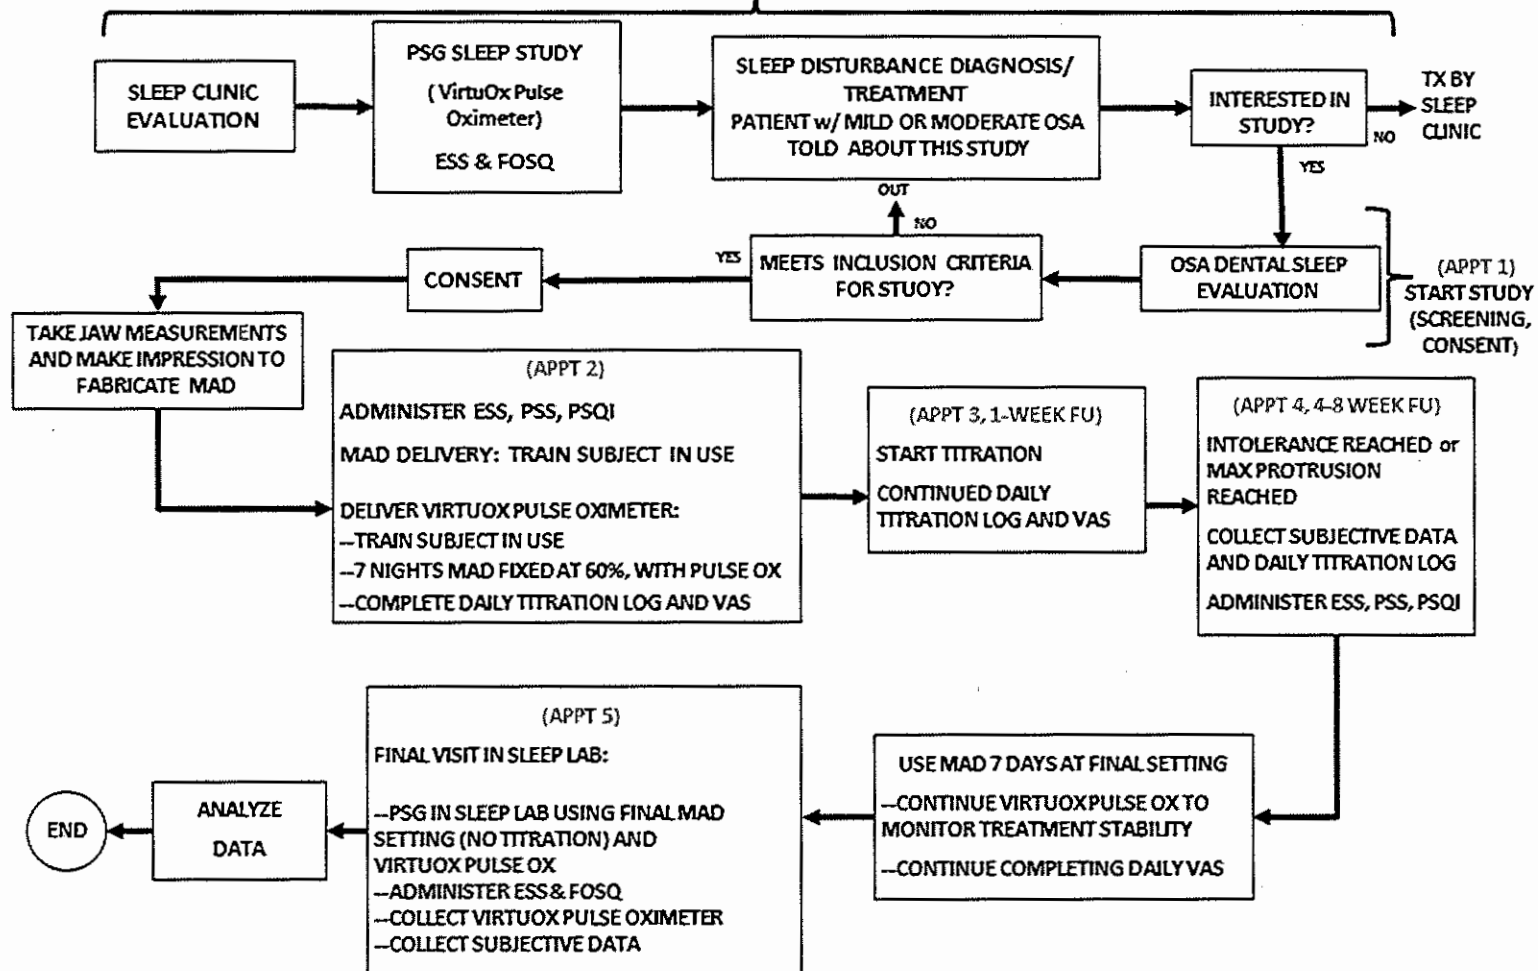 SLEEP CLINIC
EVALUATION
PSG SLEEP STUDY
(VirtuOx Pulse
Oximeter)
ESS & FOSQ
SLEEP DISTURBANCE DIAGNOSIS/
TREATMENT
PATIENT w/ MILD OR MODERATE OSA
TOLD ABOUT THIS STUDY
INTERESTED IN
STUDY?
NO
TX BY
SLEEP
CLINIC
YES
OSA DENTAL SLEEP
EVALUATION
(APPT 1)
START STUDY
(SCREENING,
CONSENT)
MEETS INCLUSION CRITERIA
FOR STUOY?
NO
OUT
YES
CONSENT
TAKE JAW MEASUREMENTS
AND MAKE IMPRESSION TO
FABRICATE MAD
(APPT 2)
ADMINISTER ESS, PSS, PSQI
MAD DELIVERY: TRAIN SUBJECT IN USE
DELIVER VIRTUOX PULSE OXIMETER:
--TRAIN SUBJECT IN USE
--7 NIGHTS MAD FIXED AT 60%, WITH PULSE OX
--COMPLETE DAILY TITRATION LOG AND VAS
(APPT 3, 1-WEEK FU)
START TITRATION
CONTINUED DAILY
TITRATION LOG AND VAS
(APPT 4, 4-8 WEEK FU)
INTOLERANCE REACHED or
MAX PROTRUSION
REACHED
COLLECT SUBJECTIVE DATA
AND DAILY TITRATION LOG
ADMINISTER ESS, PSS, PSQI
USE MAD 7 DAYS AT FINAL SETTING
--CONTINUE VIRTUOX PULSE OX TO
MONITOR TREATMENT STABILITY
--CONTINUE COMPLETING DAILY VAS
(APPT 5)
FINAL VISIT IN SLEEP LAB:
--PSG IN SLEEP LAB USING FINAL MAD
SETTING (NO TITRATION) AND
VIRTUOX PULSE OX
--ADMINISTER ESS & FOSQ
--COLLECT VIRTUOX PULSE OXIMETER
--COLLECT SUBJECTIVE DATA
ANALYZE
DATA
END